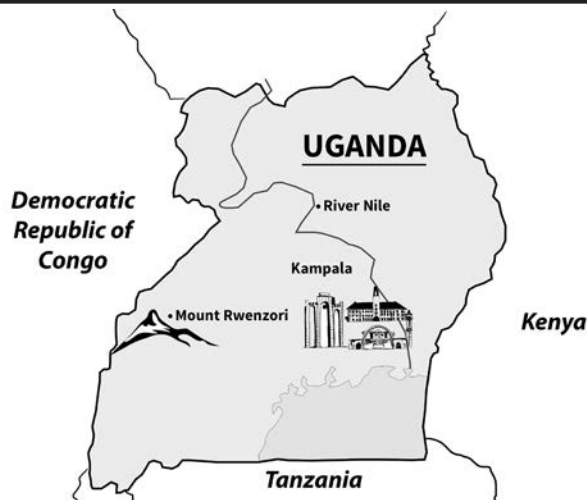 UGANDA
Democratic
Republic of
Congo
River Nile
Kampala
Mount Rwenzori
Kenya
Tanzania